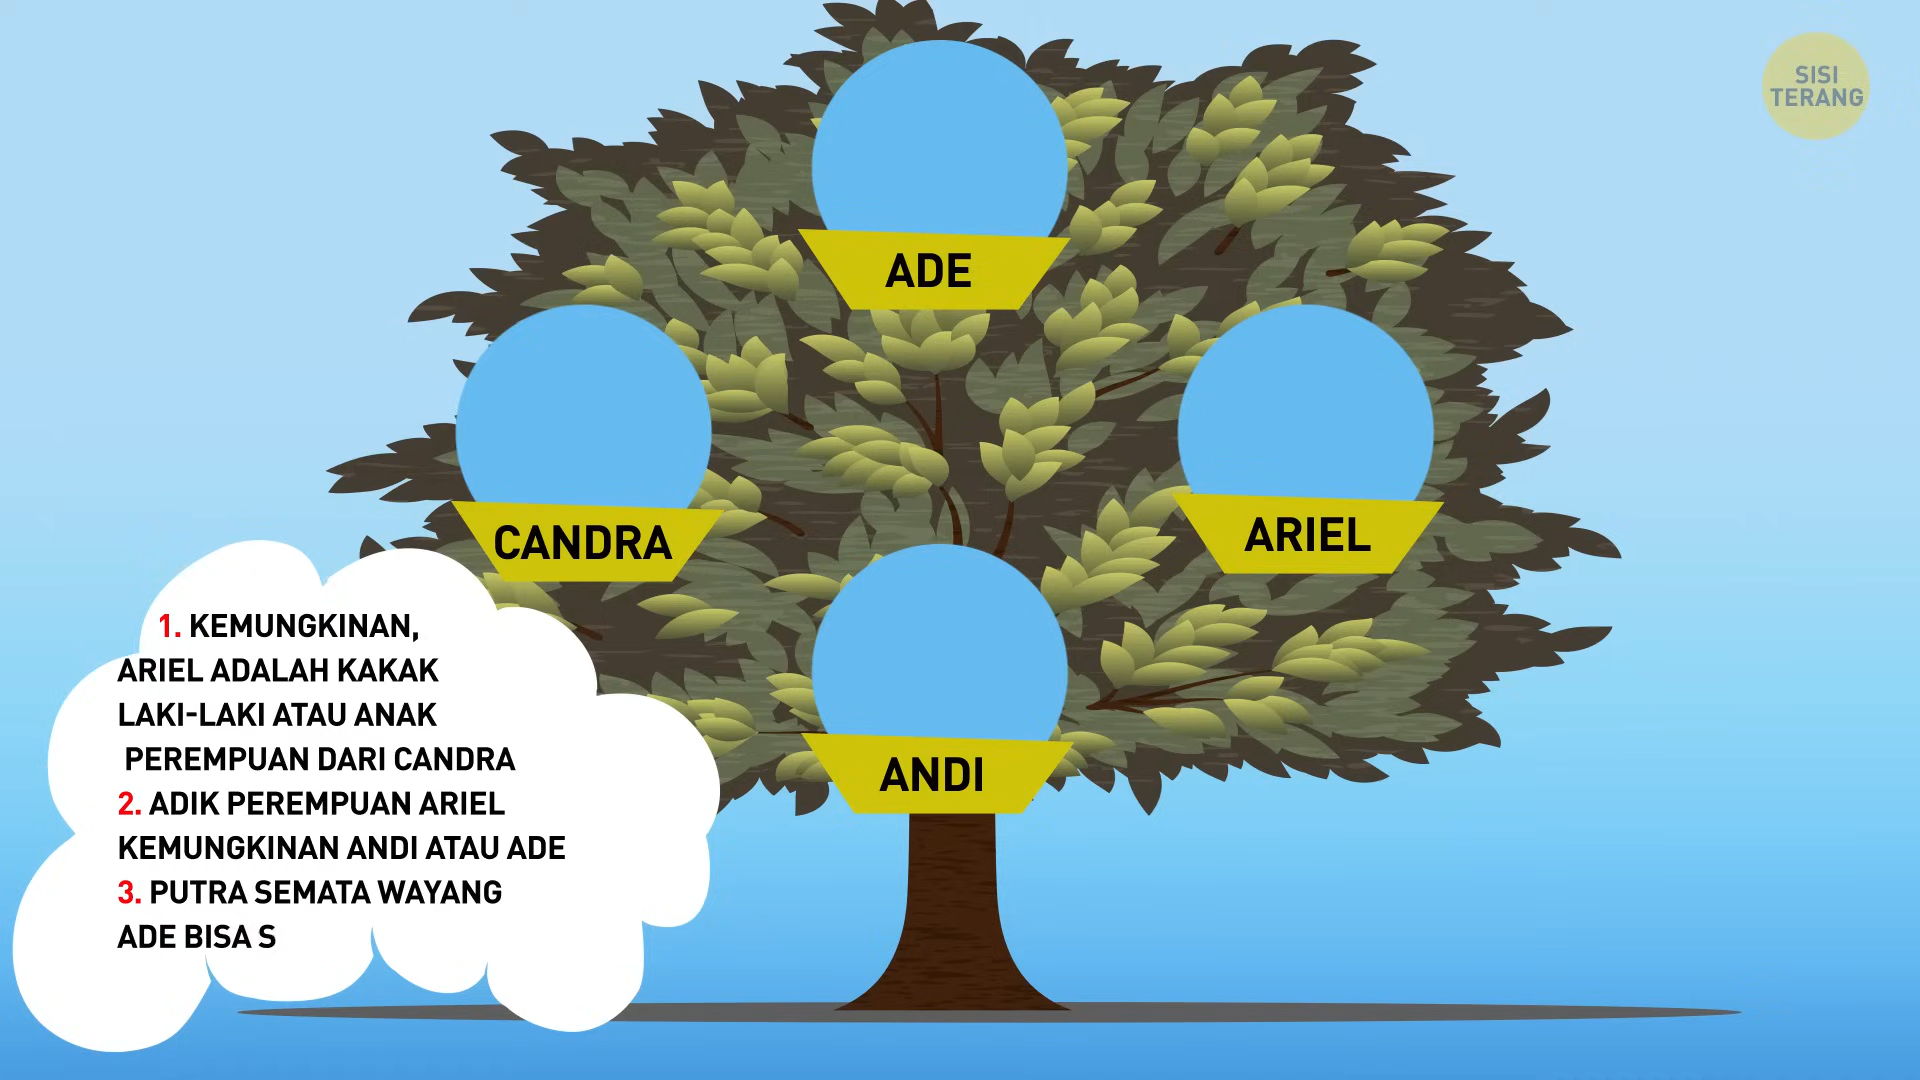 SISI
TERANG
ADE
CANDRA
ARIEL
ANDI
1. KEMUNGKINAN,
ARIEL ADALAH KAKAK
LAKI-LAKI ATAU ANAK
PEREMPUAN DARI CANDRA
2. ADIK PEREMPUAN ARIEL
KEMUNGKINAN ANDI ATAU ADE
3. PUTRA SEMATA WAYANG
ADE BISA S